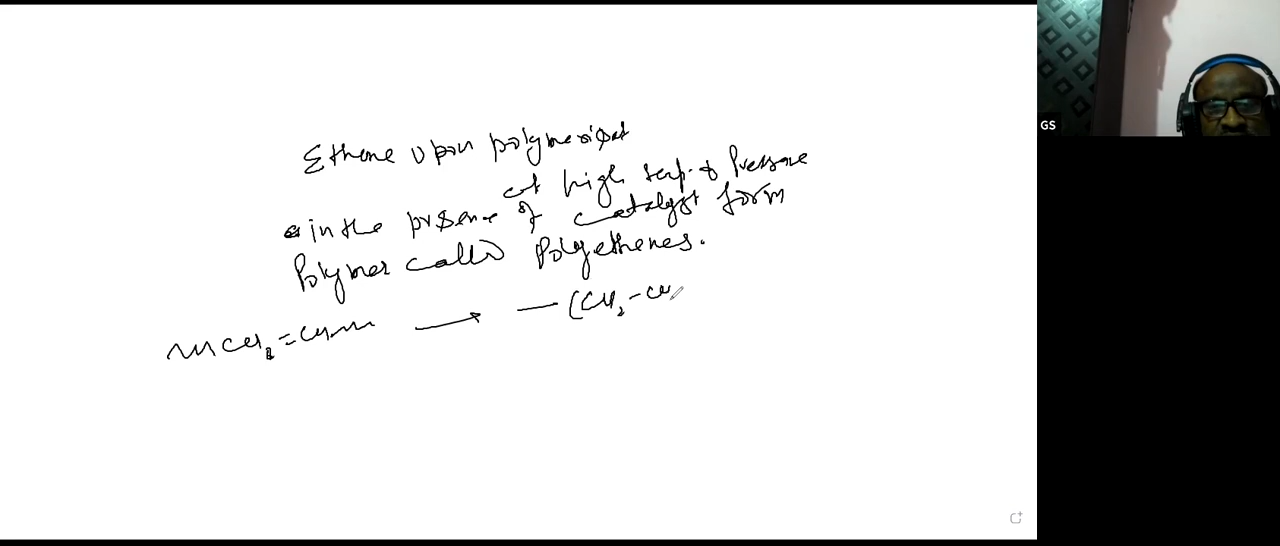 Ethene upon polymerised
at high temp. & Pressure
in the presence of catalyst form
Polymer called Polyethenes.
CH₂=CH ⟶ —(CH₂–CH
GS